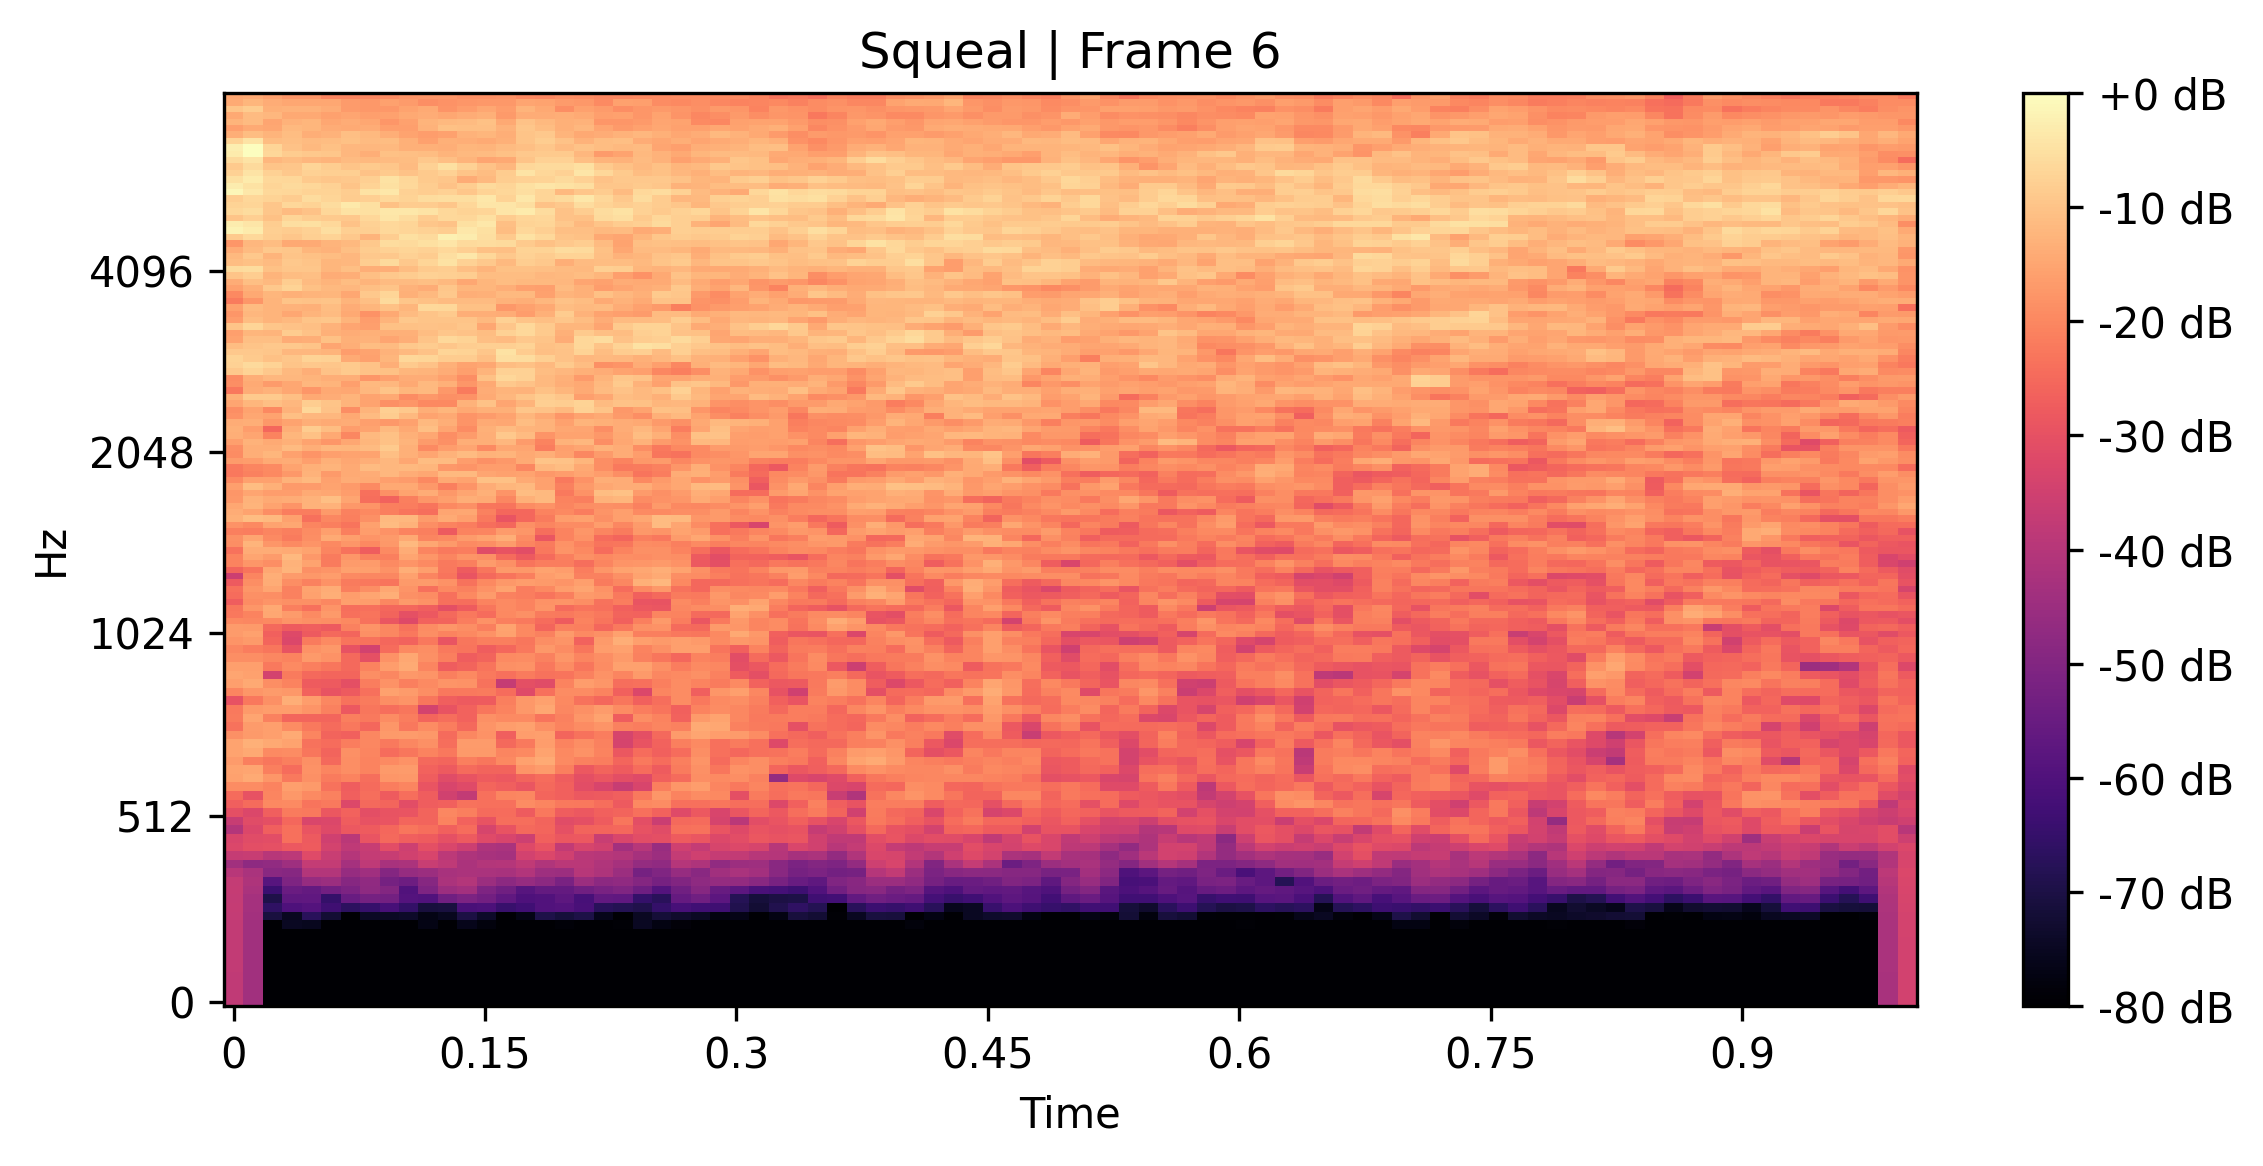 Squeal | Frame 6
+0 dB
-10 dB
-20 dB
-30 dB
-40 dB
-50 dB
-60 dB
-70 dB
-80 dB
4096
2048
1024
512
0
Hz
0 0.15 0.3 0.45 0.6 0.75 0.9
Time